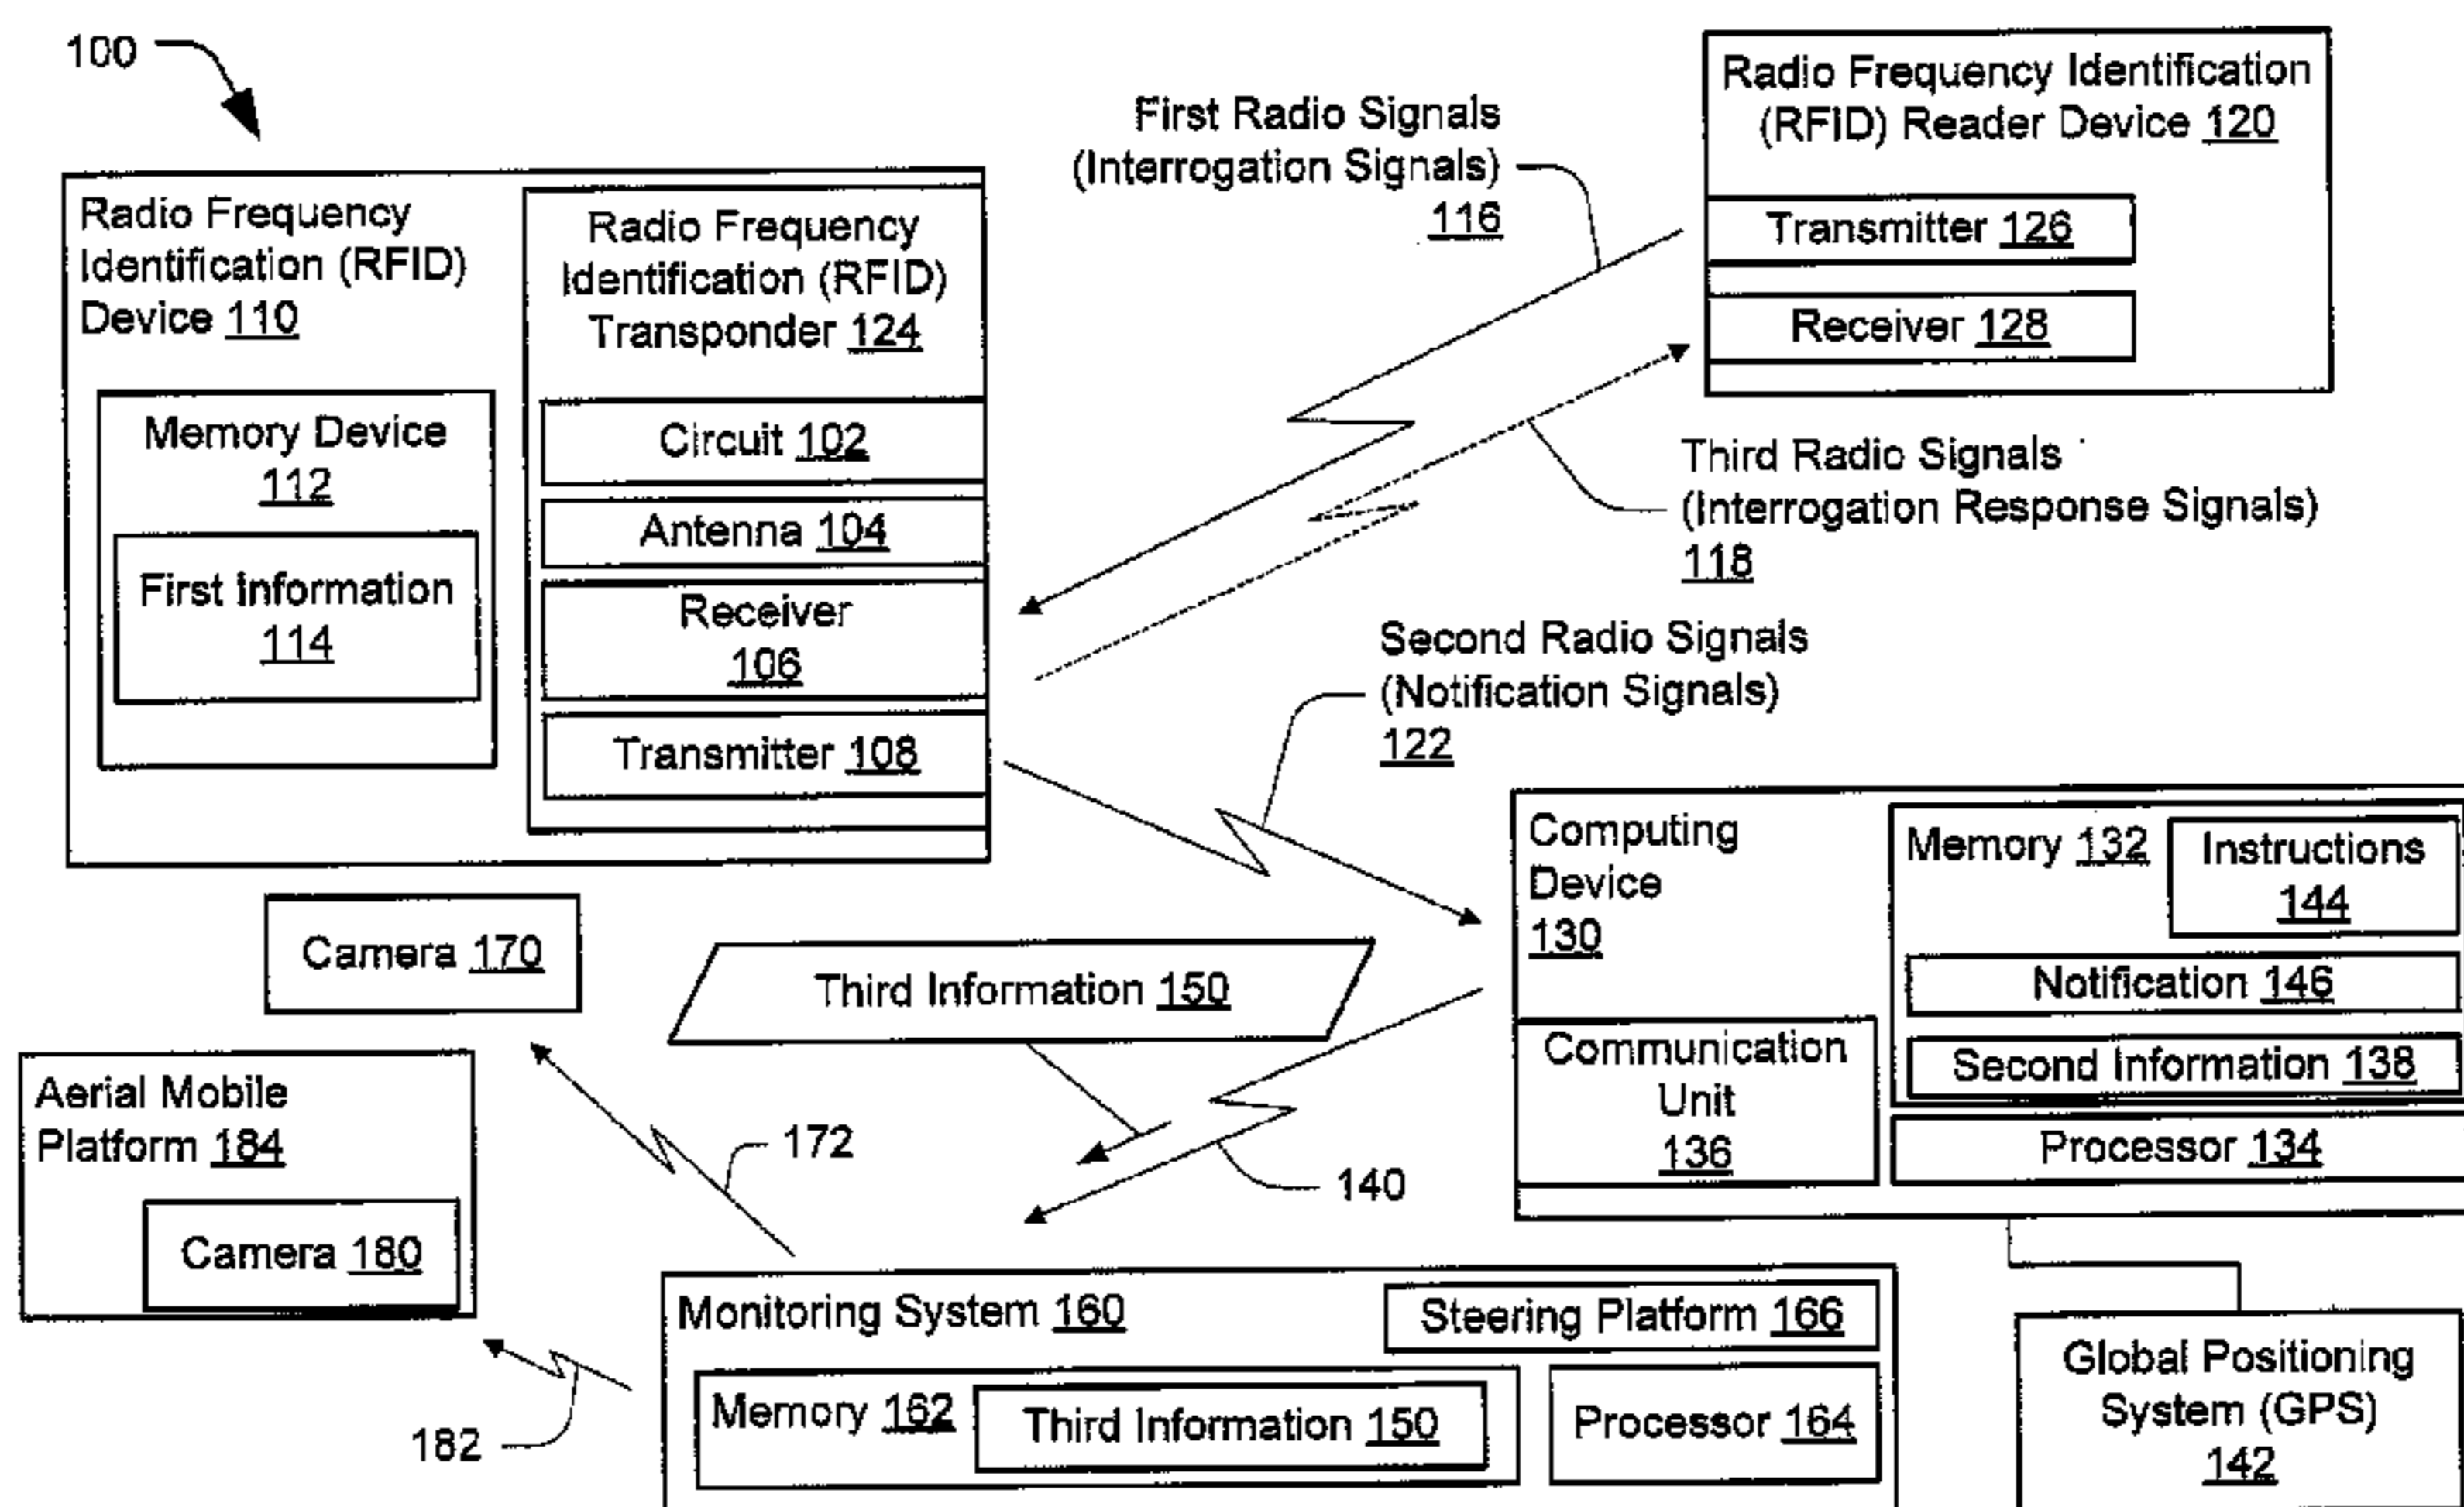 100
Radio Frequency
Identification (RFID)
Device 110
Memory Device
112
First Information
114
Radio Frequency
Identification (RFID)
Transponder 124
Circuit 102
Antenna 104
Receiver
106
Transmitter 108
First Radio Signals
(Interrogation Signals)
116
Radio Frequency Identification
(RFID) Reader Device 120
Transmitter 126
Receiver 128
Third Radio Signals
(Interrogation Response Signals)
118
Second Radio Signals
(Notification Signals)
122
Computing
Device
130
Memory 132
Instructions
144
Notification 146
Second Information 138
Communication
Unit
136
Processor 134
Camera 170
Third Information 150
Aerial Mobile
Platform 184
Camera 180
172
140
182
Monitoring System 160
Steering Platform 166
Memory 162
Third Information 150
Processor 164
Global Positioning
System (GPS)
142